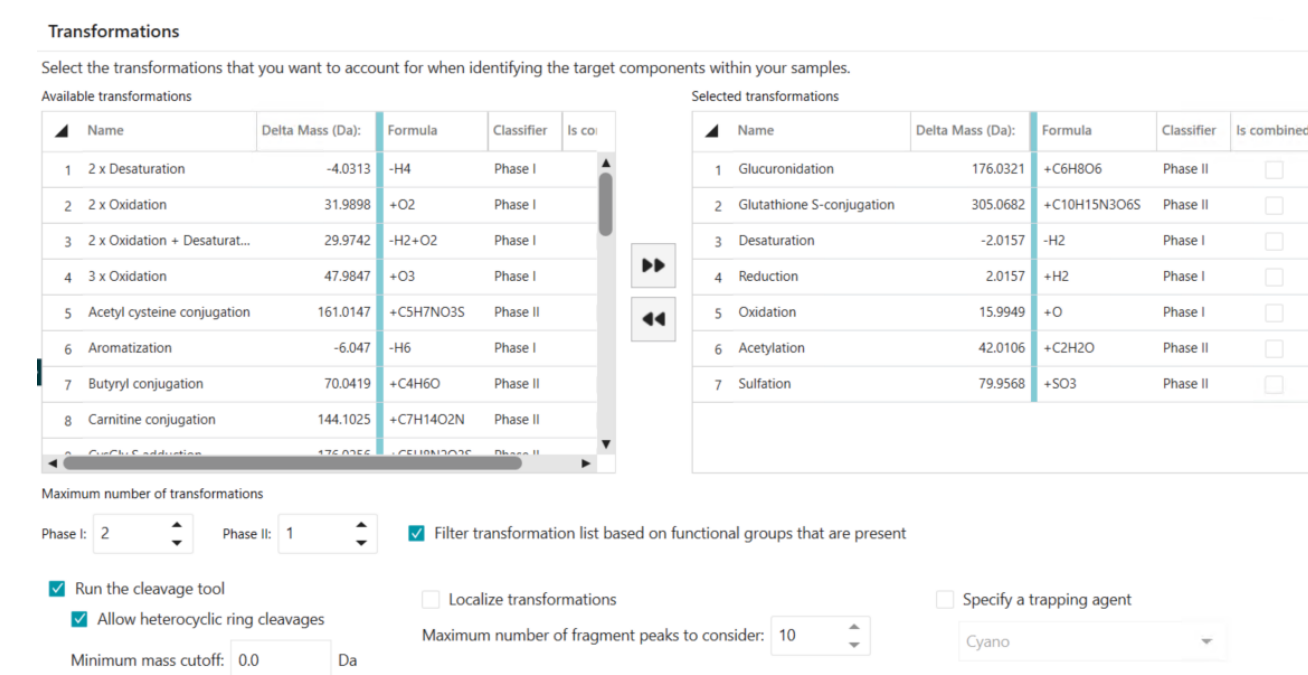 Transformations
Select the transformations that you want to account for when identifying the target components within your samples.
Available transformations
Name Delta Mass (Da): Formula Classifier Is co
1 2 x Desaturation -4.0313 -H4 Phase I
2 2 x Oxidation 31.9898 +O2 Phase I
3 2 x Oxidation + Desaturat... 29.9742 -H2+O2 Phase I
4 3 x Oxidation 47.9847 +O3 Phase I
5 Acetyl cysteine conjugation 161.0147 +C5H7NO3S Phase II
6 Aromatization -6.047 -H6 Phase I
7 Butyryl conjugation 70.0419 +C4H6O Phase II
8 Carnitine conjugation 144.1025 +C7H14O2N Phase II
Selected transformations
Name Delta Mass (Da): Formula Classifier Is combined
1 Glucuronidation 176.0321 +C6H8O6 Phase II
2 Glutathione S-conjugation 305.0682 +C10H15N3O6S Phase II
3 Desaturation -2.0157 -H2 Phase I
4 Reduction 2.0157 +H2 Phase I
5 Oxidation 15.9949 +O Phase I
6 Acetylation 42.0106 +C2H2O Phase II
7 Sulfation 79.9568 +SO3 Phase II
Maximum number of transformations
Phase I: 2 Phase II: 1 Filter transformation list based on functional groups that are present
Run the cleavage tool
Allow heterocyclic ring cleavages
Minimum mass cutoff: 0.0 Da
Localize transformations
Maximum number of fragment peaks to consider: 10
Specify a trapping agent
Cyano